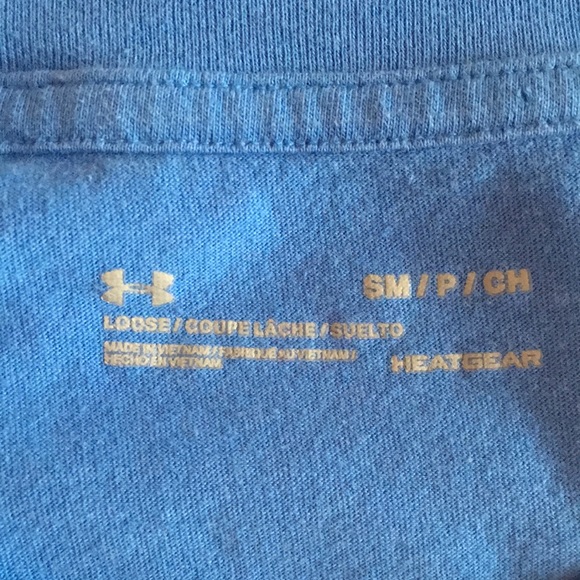 SM / P / CH
LOOSE / COUPE LÂCHE / SUELTO
MADE IN VIETNAM / FABRIQUÉ AU VIETNAM /
HECHO EN VIETNAM
HEATGEAR